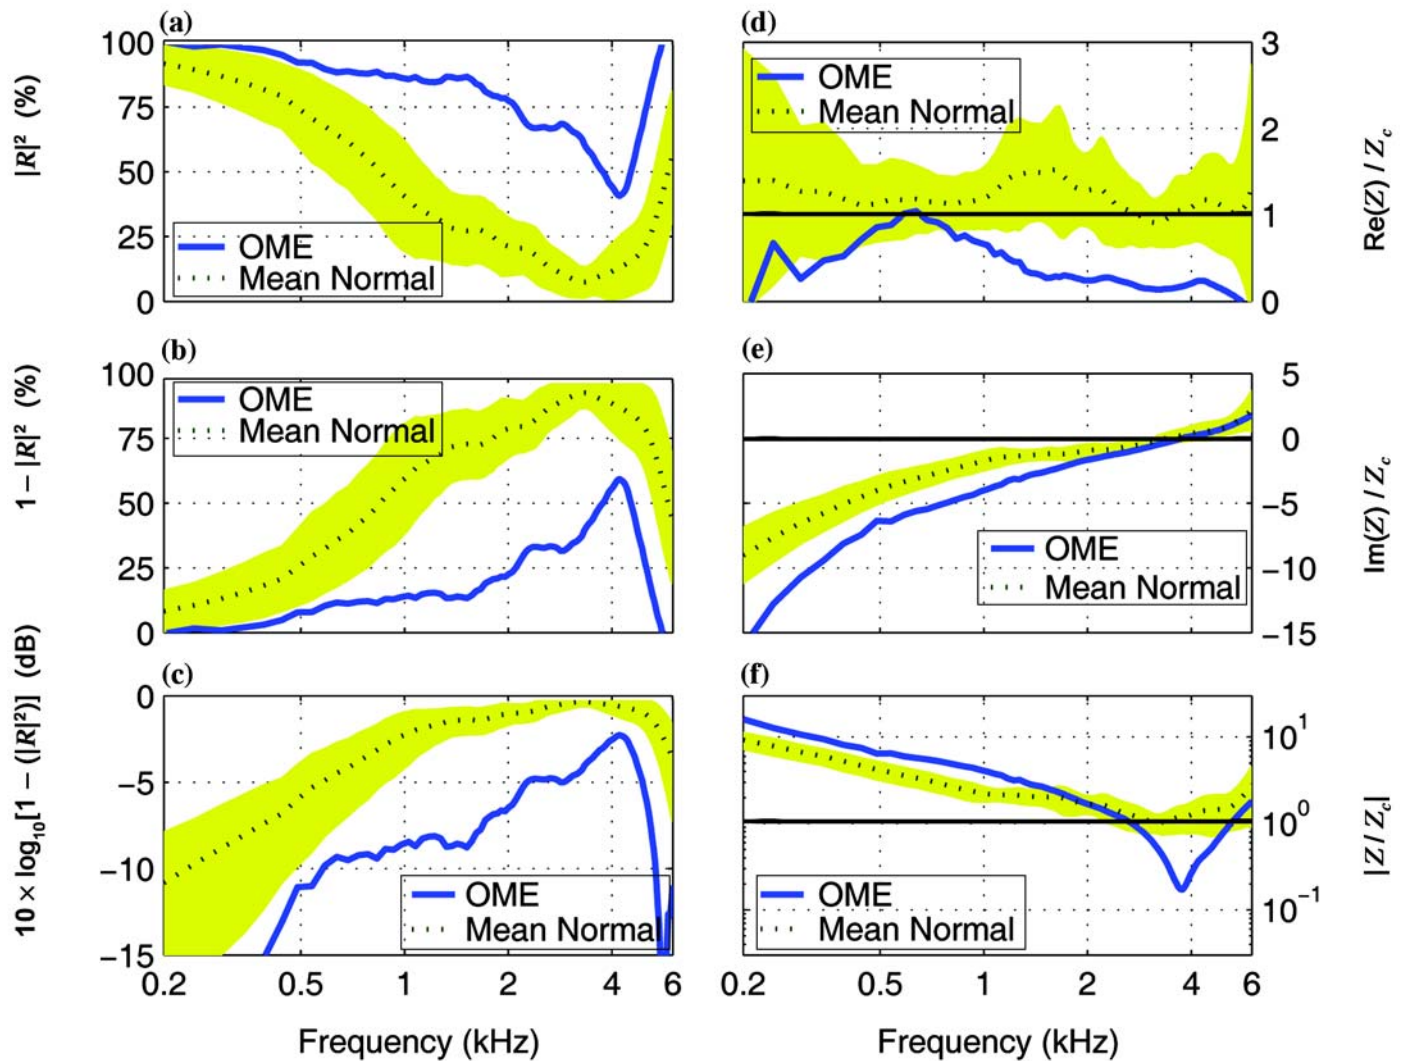 (a)
|R|² (%)
100
75
50
25
0
OME
Mean Normal
(b)
1 – |R|² (%)
100
75
50
25
0
OME
Mean Normal
(c)
10 × log₁₀[1 – (|R|²)] (dB)
0
−5
−10
−15
OME
Mean Normal
0.2 0.5 1 2 4 6
Frequency (kHz)
(d)
OME
Mean Normal
3
2
1
0
Re(Z) / Z_c
(e)
OME
Mean Normal
5
0
−5
−10
−15
Im(Z) / Z_c
(f)
OME
Mean Normal
10¹
10⁰
10⁻¹
|Z / Z_c|
0.2 0.5 1 2 4 6
Frequency (kHz)